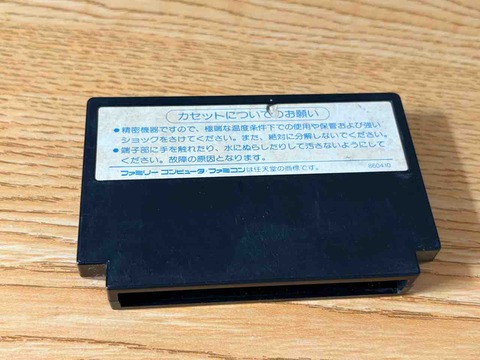 カセットについてのお願い
●精密機器ですので、極端な温度条件下での使用や保管および強い
ショックをさけてください。また、絶対に分解しないでください。
●端子部に手を触れたり、水にぬらしたりして汚さないようにして
ください。故障の原因となります。
ファミリーコンピュータ・ファミコンは任天堂の商標です。
860410